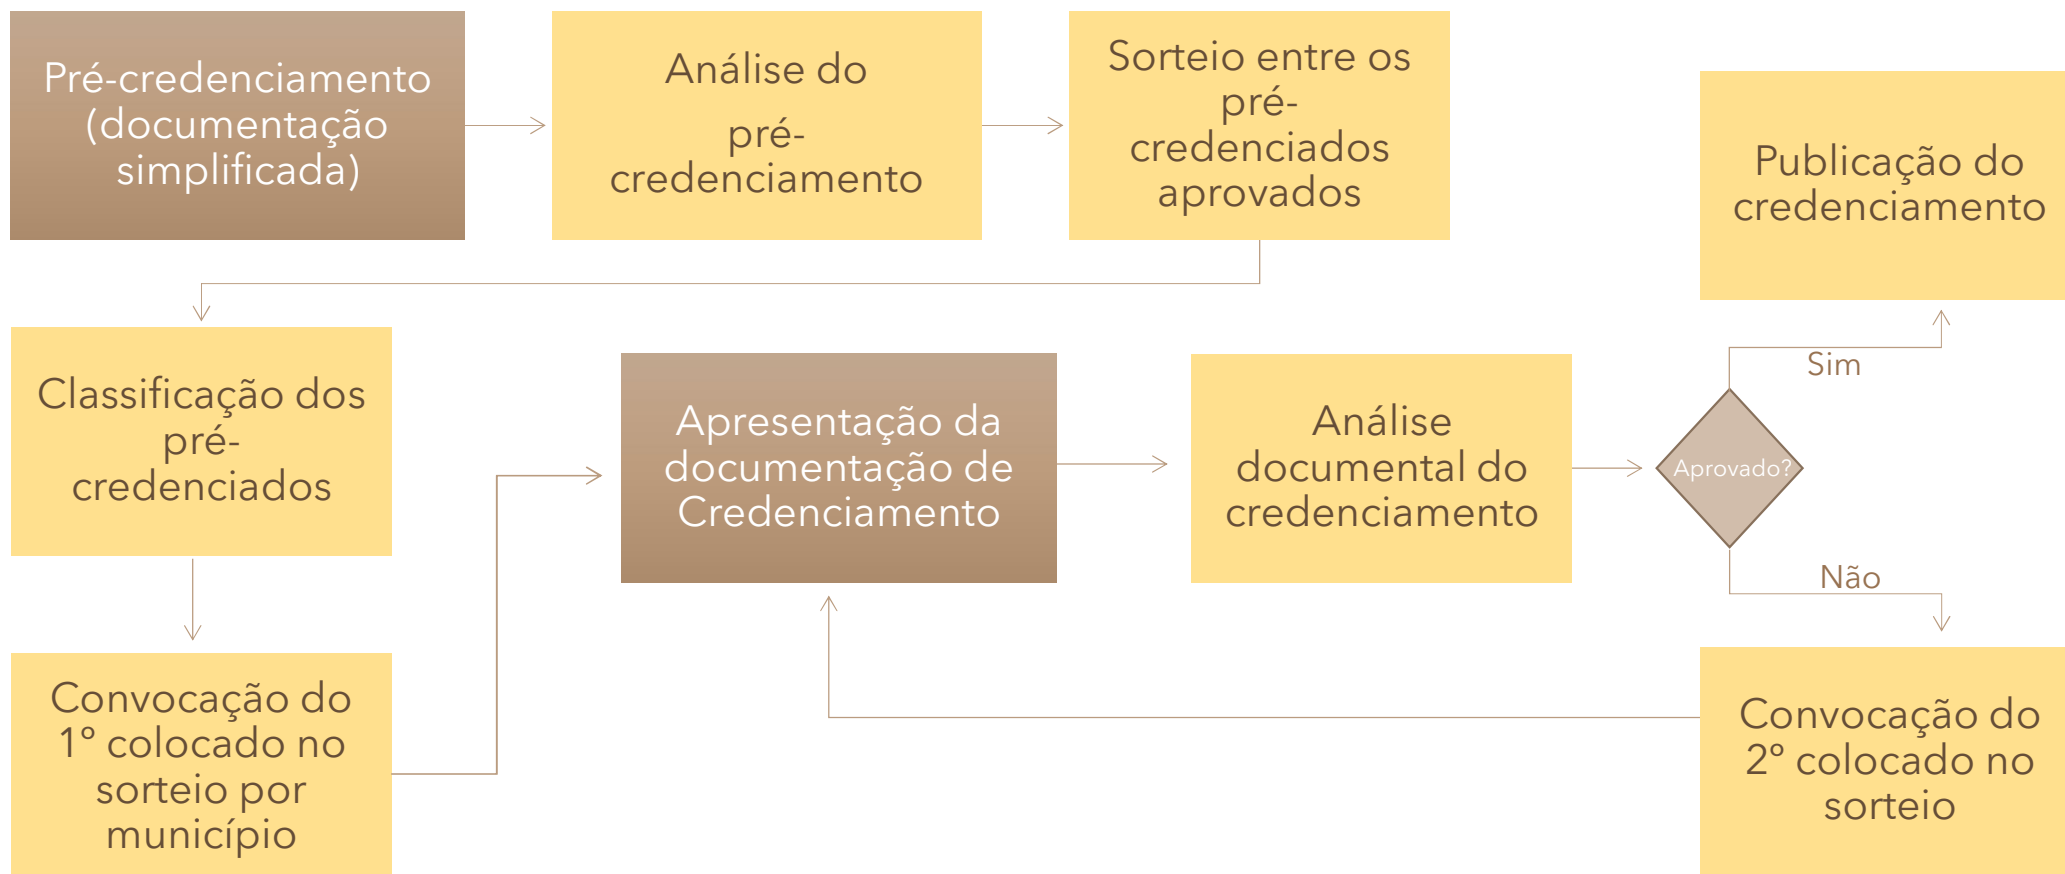 Pré-credenciamento
(documentação
simplificada)
Análise do
pré-
credenciamento
Sorteio entre os
pré-
credenciados
aprovados
Publicação do
credenciamento
Classificação dos
pré-
credenciados
Apresentação da
documentação de
Credenciamento
Análise
documental do
credenciamento
Aprovado?
Sim
Não
Convocação do
1º colocado no
sorteio por
município
Convocação do
2º colocado no
sorteio